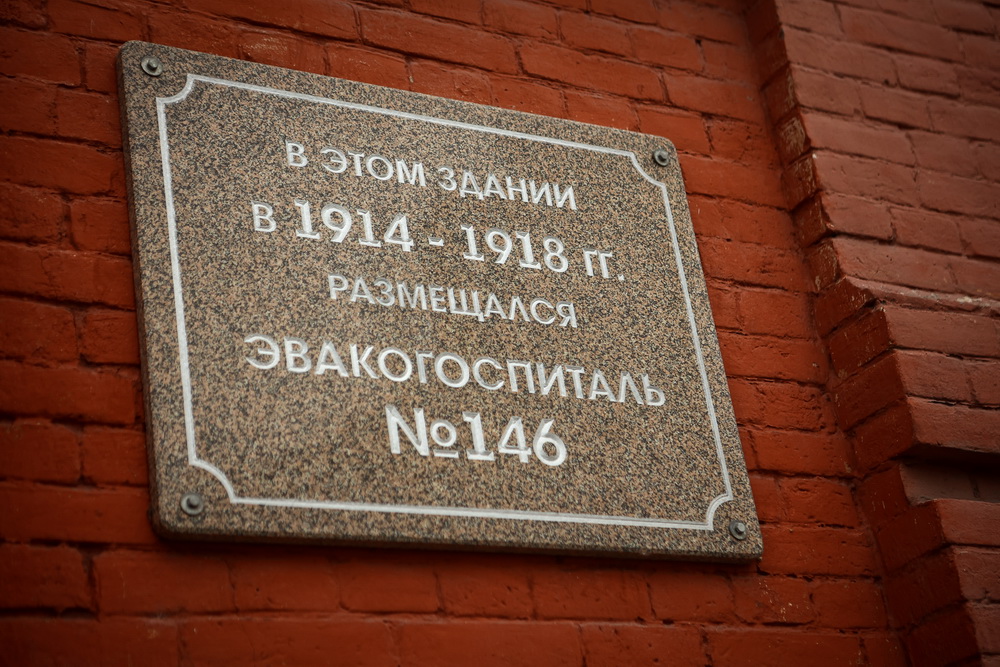 В ЭТОМ ЗДАНИИ
В 1914 - 1918 ГГ.
РАЗМЕЩАЛСЯ
ЭВАКОГОСПИТАЛЬ
№146